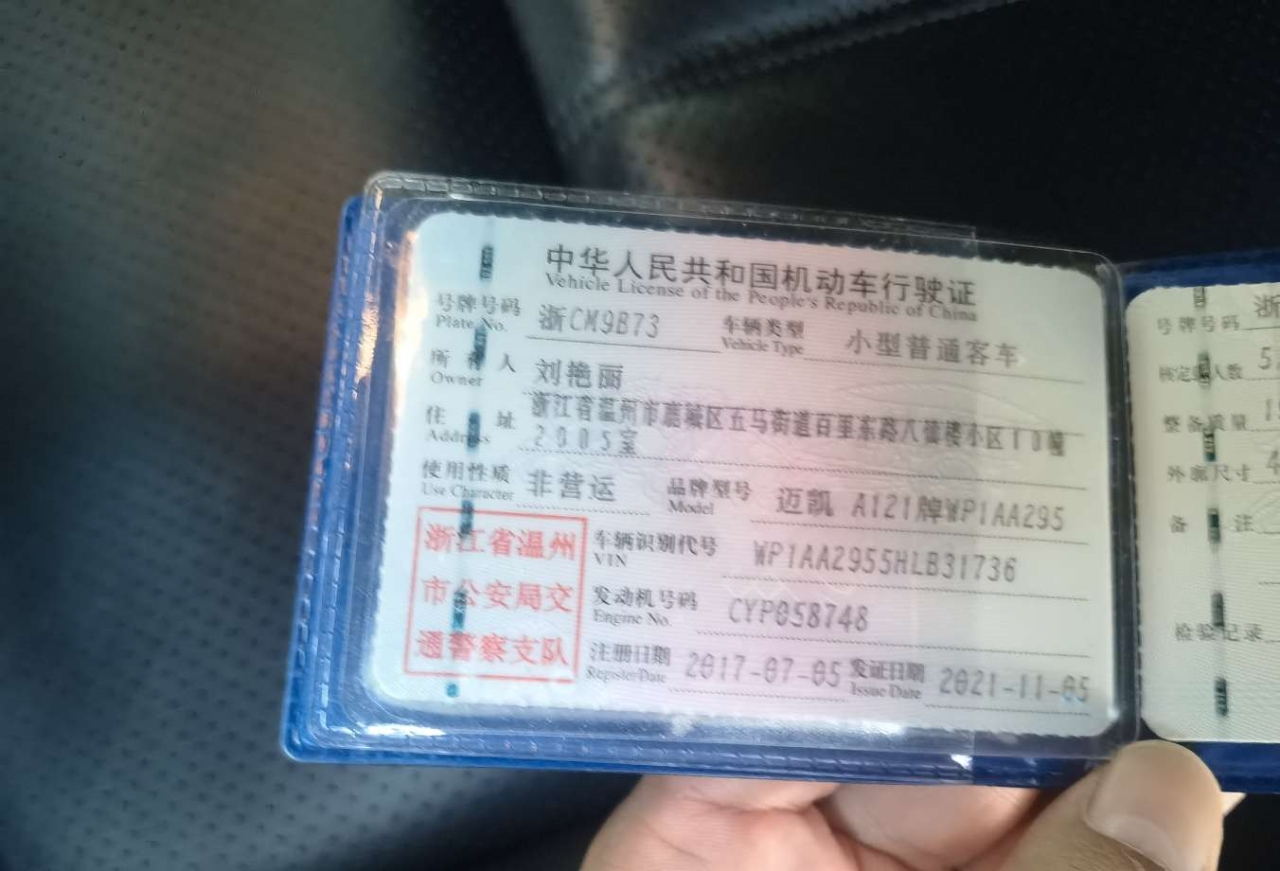 中华人民共和国机动车行驶证
Vehicle License of the People's Republic of China
号牌号码 浙CM9B73 车辆类型 小型普通客车
Plate No. Vehicle Type
所有人 刘艳丽
Owner
住址 浙江省温州市鹿城区五马街道百里东路八仙楼小区10幢
Address 2005室
使用性质 非营运 品牌型号 迈凯 A121牌WP1AA295
Use Character Model
浙江省温州
市公安局交
通警察支队
车辆识别代号 WP1AA2955HLB31736
VIN
发动机号码 CYP058748
Engine No.
注册日期 2017-07-05 发证日期 2021-11-05
Register Date Issue Date
号牌号码 浙
核定载人数 5
整备质量 1
外廓尺寸 4
备注
检验记录